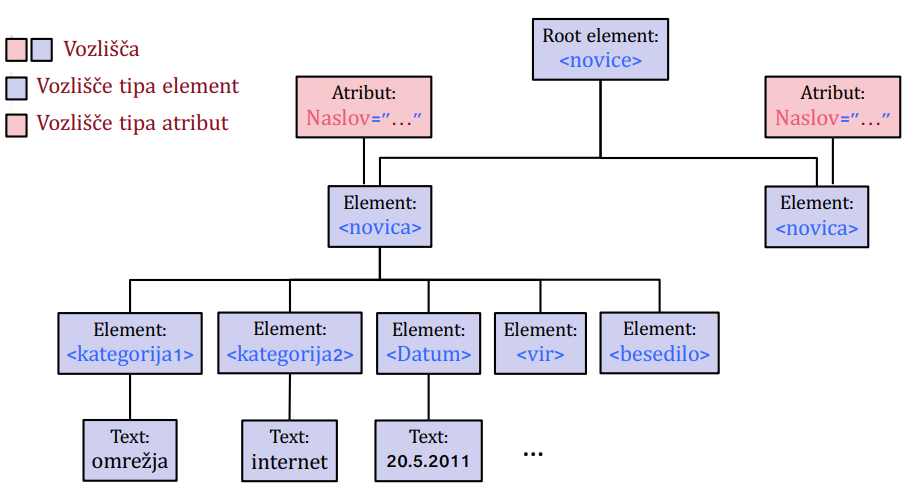 Vozlišča
Vozlišče tipa element
Vozlišče tipa atribut
Root element:
<novice>
Atribut:
Naslov="..."
Atribut:
Naslov="..."
Element:
<novica>
Element:
<novica>
Element:
<kategorija1>
Element:
<kategorija2>
Element:
<Datum>
Element:
<vir>
Element:
<besedilo>
Text:
omrežja
Text:
internet
Text:
20.5.2011
...